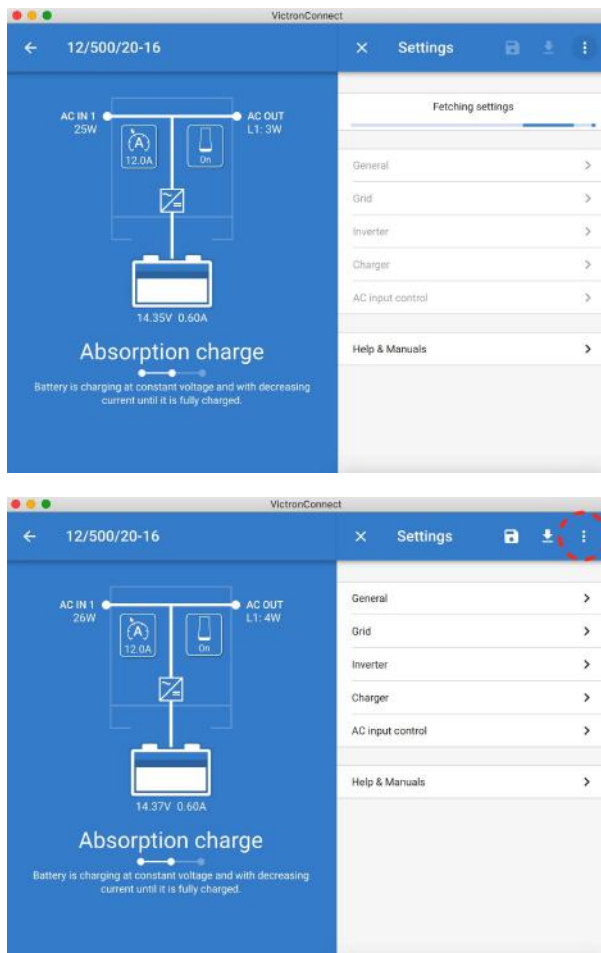 VictronConnect
12/500/20-16
Settings
AC IN 1
25W
AC OUT
L1: 3W
12.0A
On
14.35V 0.60A
Absorption charge
Battery is charging at constant voltage and with decreasing
current until it is fully charged.
Fetching settings
General
Grid
Inverter
Charger
AC input control
Help & Manuals
VictronConnect
12/500/20-16
Settings
AC IN 1
26W
AC OUT
L1: 4W
12.0A
On
14.37V 0.60A
Absorption charge
Battery is charging at constant voltage and with decreasing
current until it is fully charged.
General
Grid
Inverter
Charger
AC input control
Help & Manuals